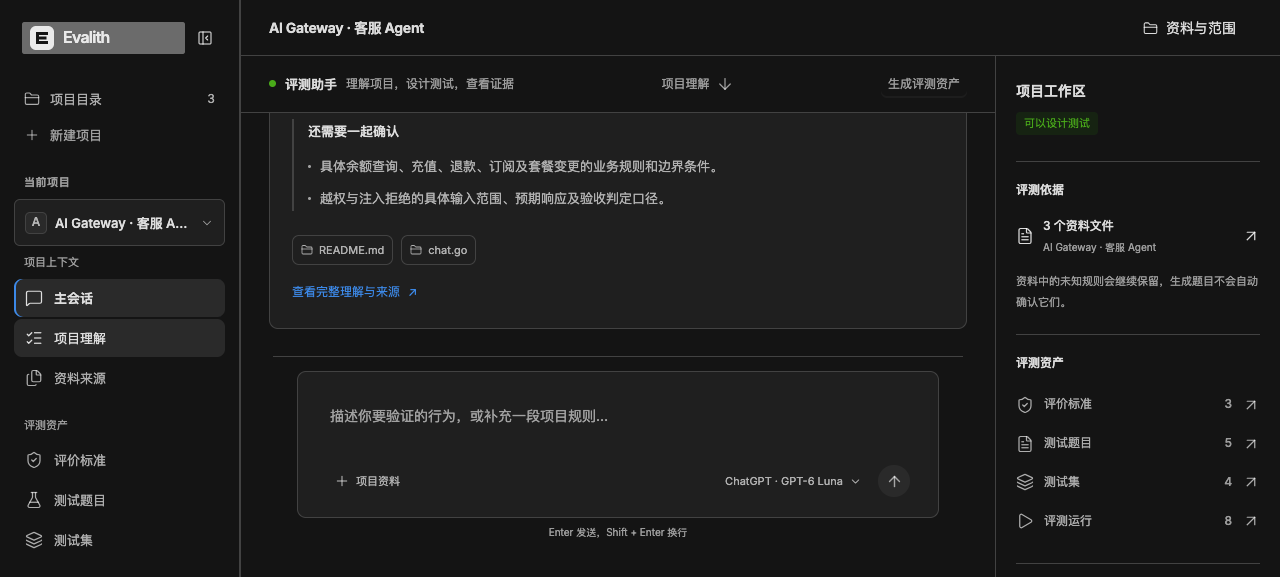 Evalith
项目目录 3
新建项目
当前项目
A AI Gateway · 客服 A...
项目上下文
主会话
项目理解
资料来源
评测资产
评价标准
测试题目
测试集
AI Gateway · 客服 Agent
资料与范围
评测助手 理解项目，设计测试，查看证据
项目理解
生成评测资产
还需要一起确认
• 具体余额查询、充值、退款、订阅及套餐变更的业务规则和边界条件。
• 越权与注入拒绝的具体输入范围、预期响应及验收判定口径。
README.md
chat.go
查看完整理解与来源
描述你要验证的行为，或补充一段项目规则...
项目资料
ChatGPT · GPT-6 Luna
Enter 发送，Shift + Enter 换行
项目工作区
可以设计测试
评测依据
3 个资料文件
AI Gateway · 客服 Agent
资料中的未知规则会继续保留，生成题目不会自动
确认它们。
评测资产
评价标准 3
测试题目 5
测试集 4
评测运行 8